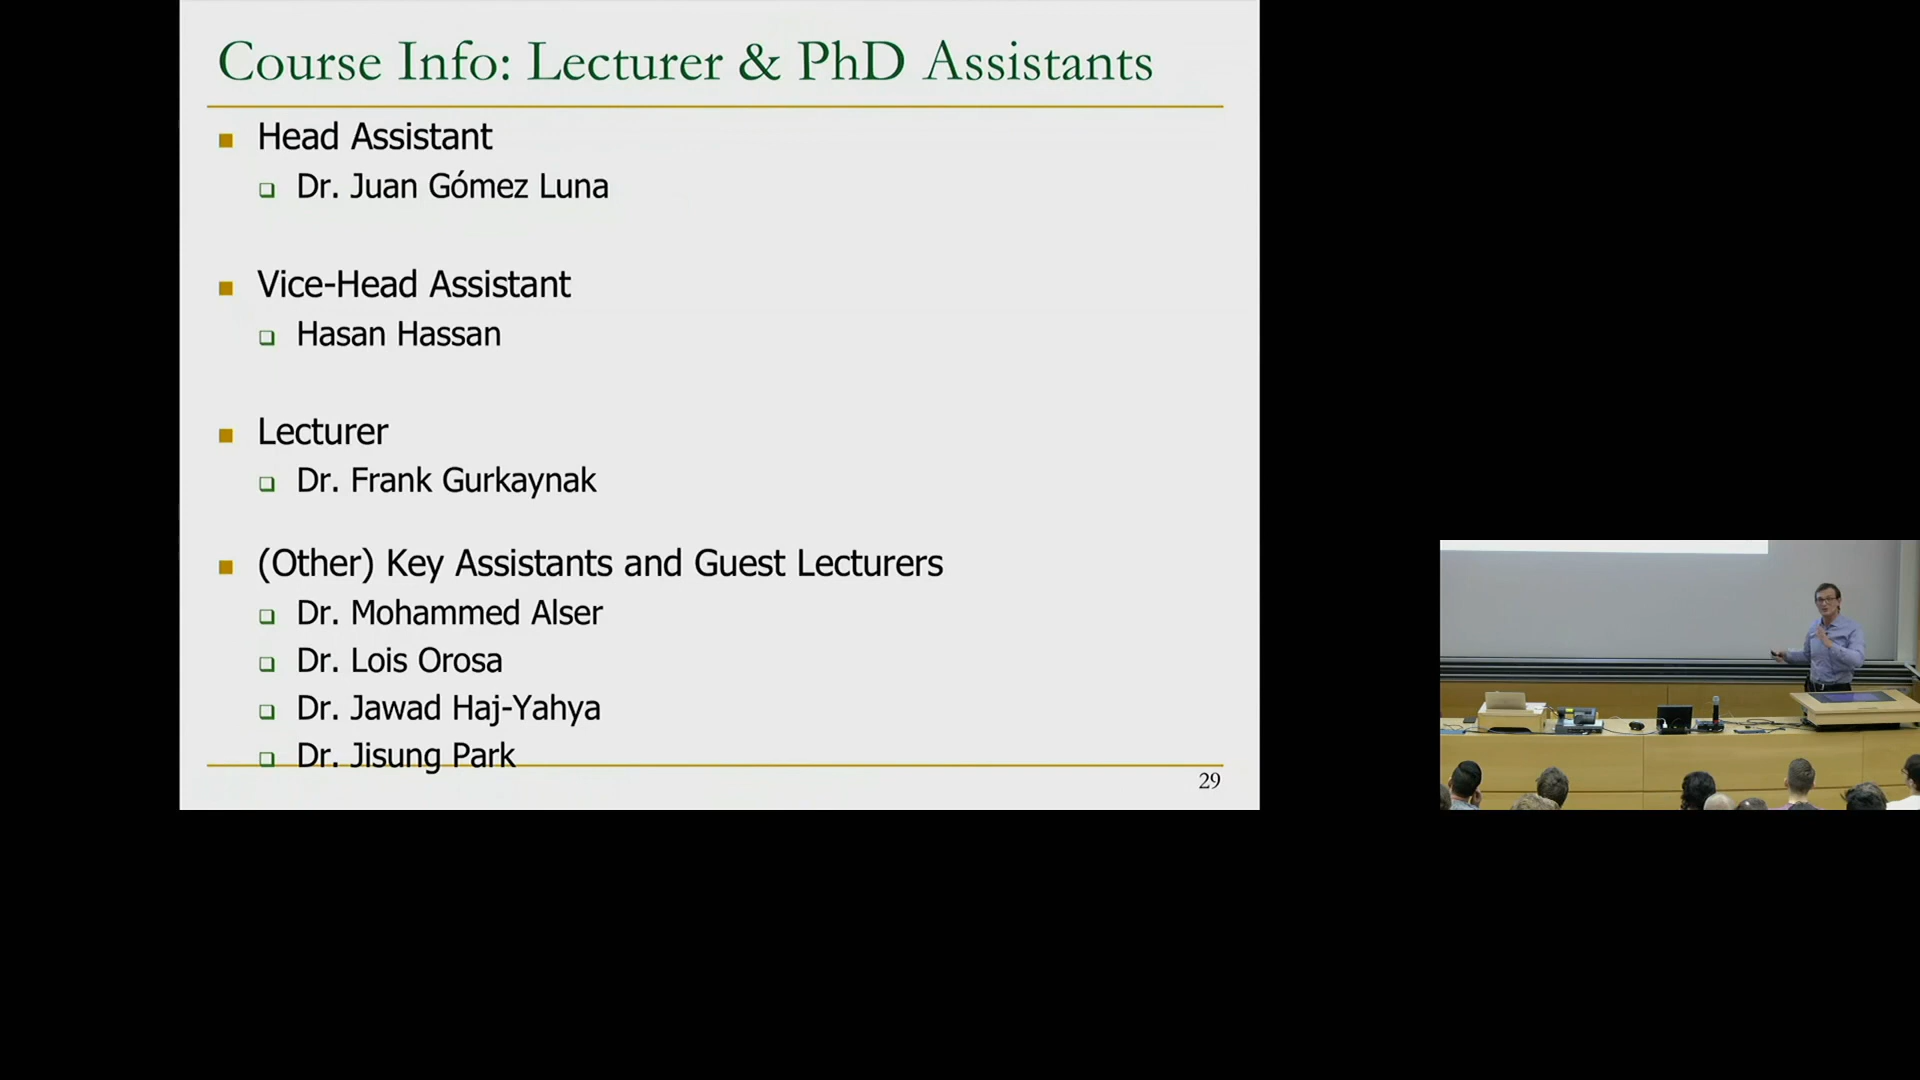 Course Info: Lecturer & PhD Assistants
Head Assistant
Dr. Juan Gómez Luna
Vice-Head Assistant
Hasan Hassan
Lecturer
Dr. Frank Gurkaynak
(Other) Key Assistants and Guest Lecturers
Dr. Mohammed Alser
Dr. Lois Orosa
Dr. Jawad Haj-Yahya
Dr. Jisung Park
29